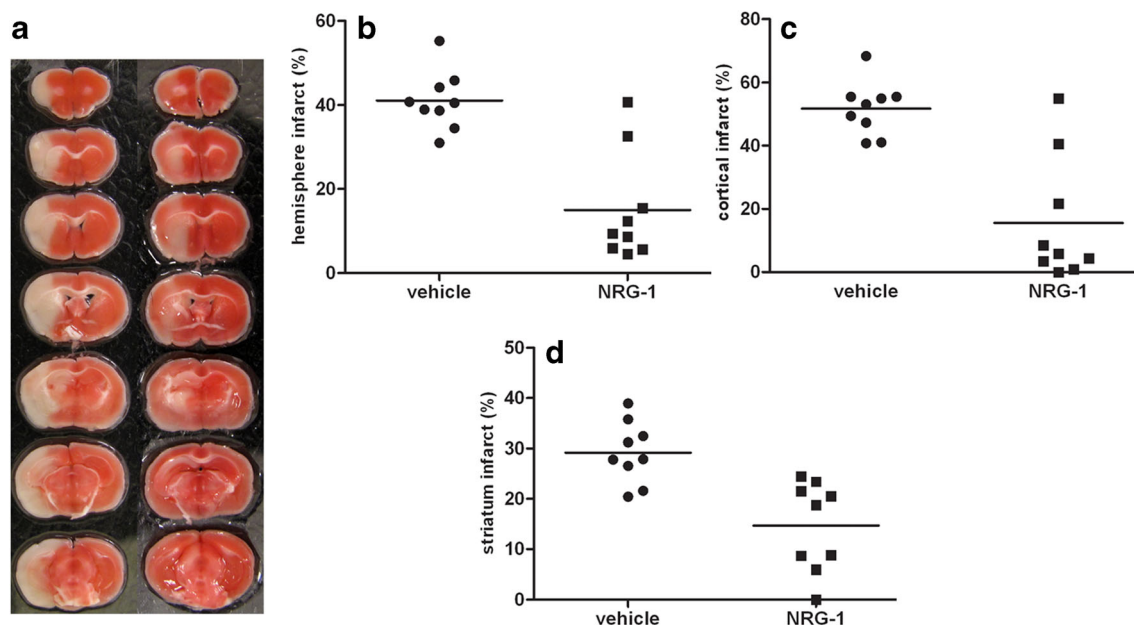 a
b
hemisphere infarct (%)
60
40
20
0
vehicle
NRG-1
c
cortical infarct (%)
80
60
40
20
0
vehicle
NRG-1
d
striatum infarct (%)
50
40
30
20
10
0
vehicle
NRG-1